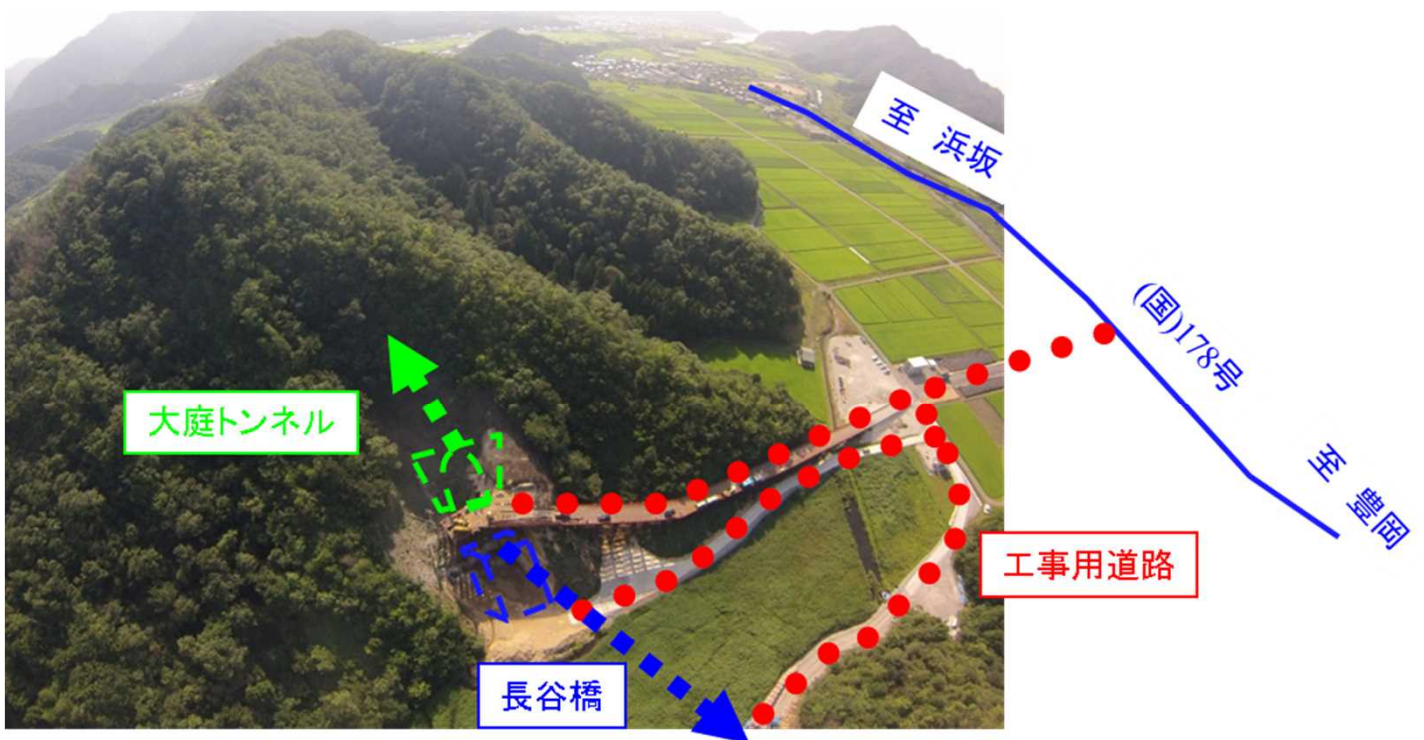 至 浜坂
(国)178号
至 豊岡
大庭トンネル
工事用道路
長谷橋